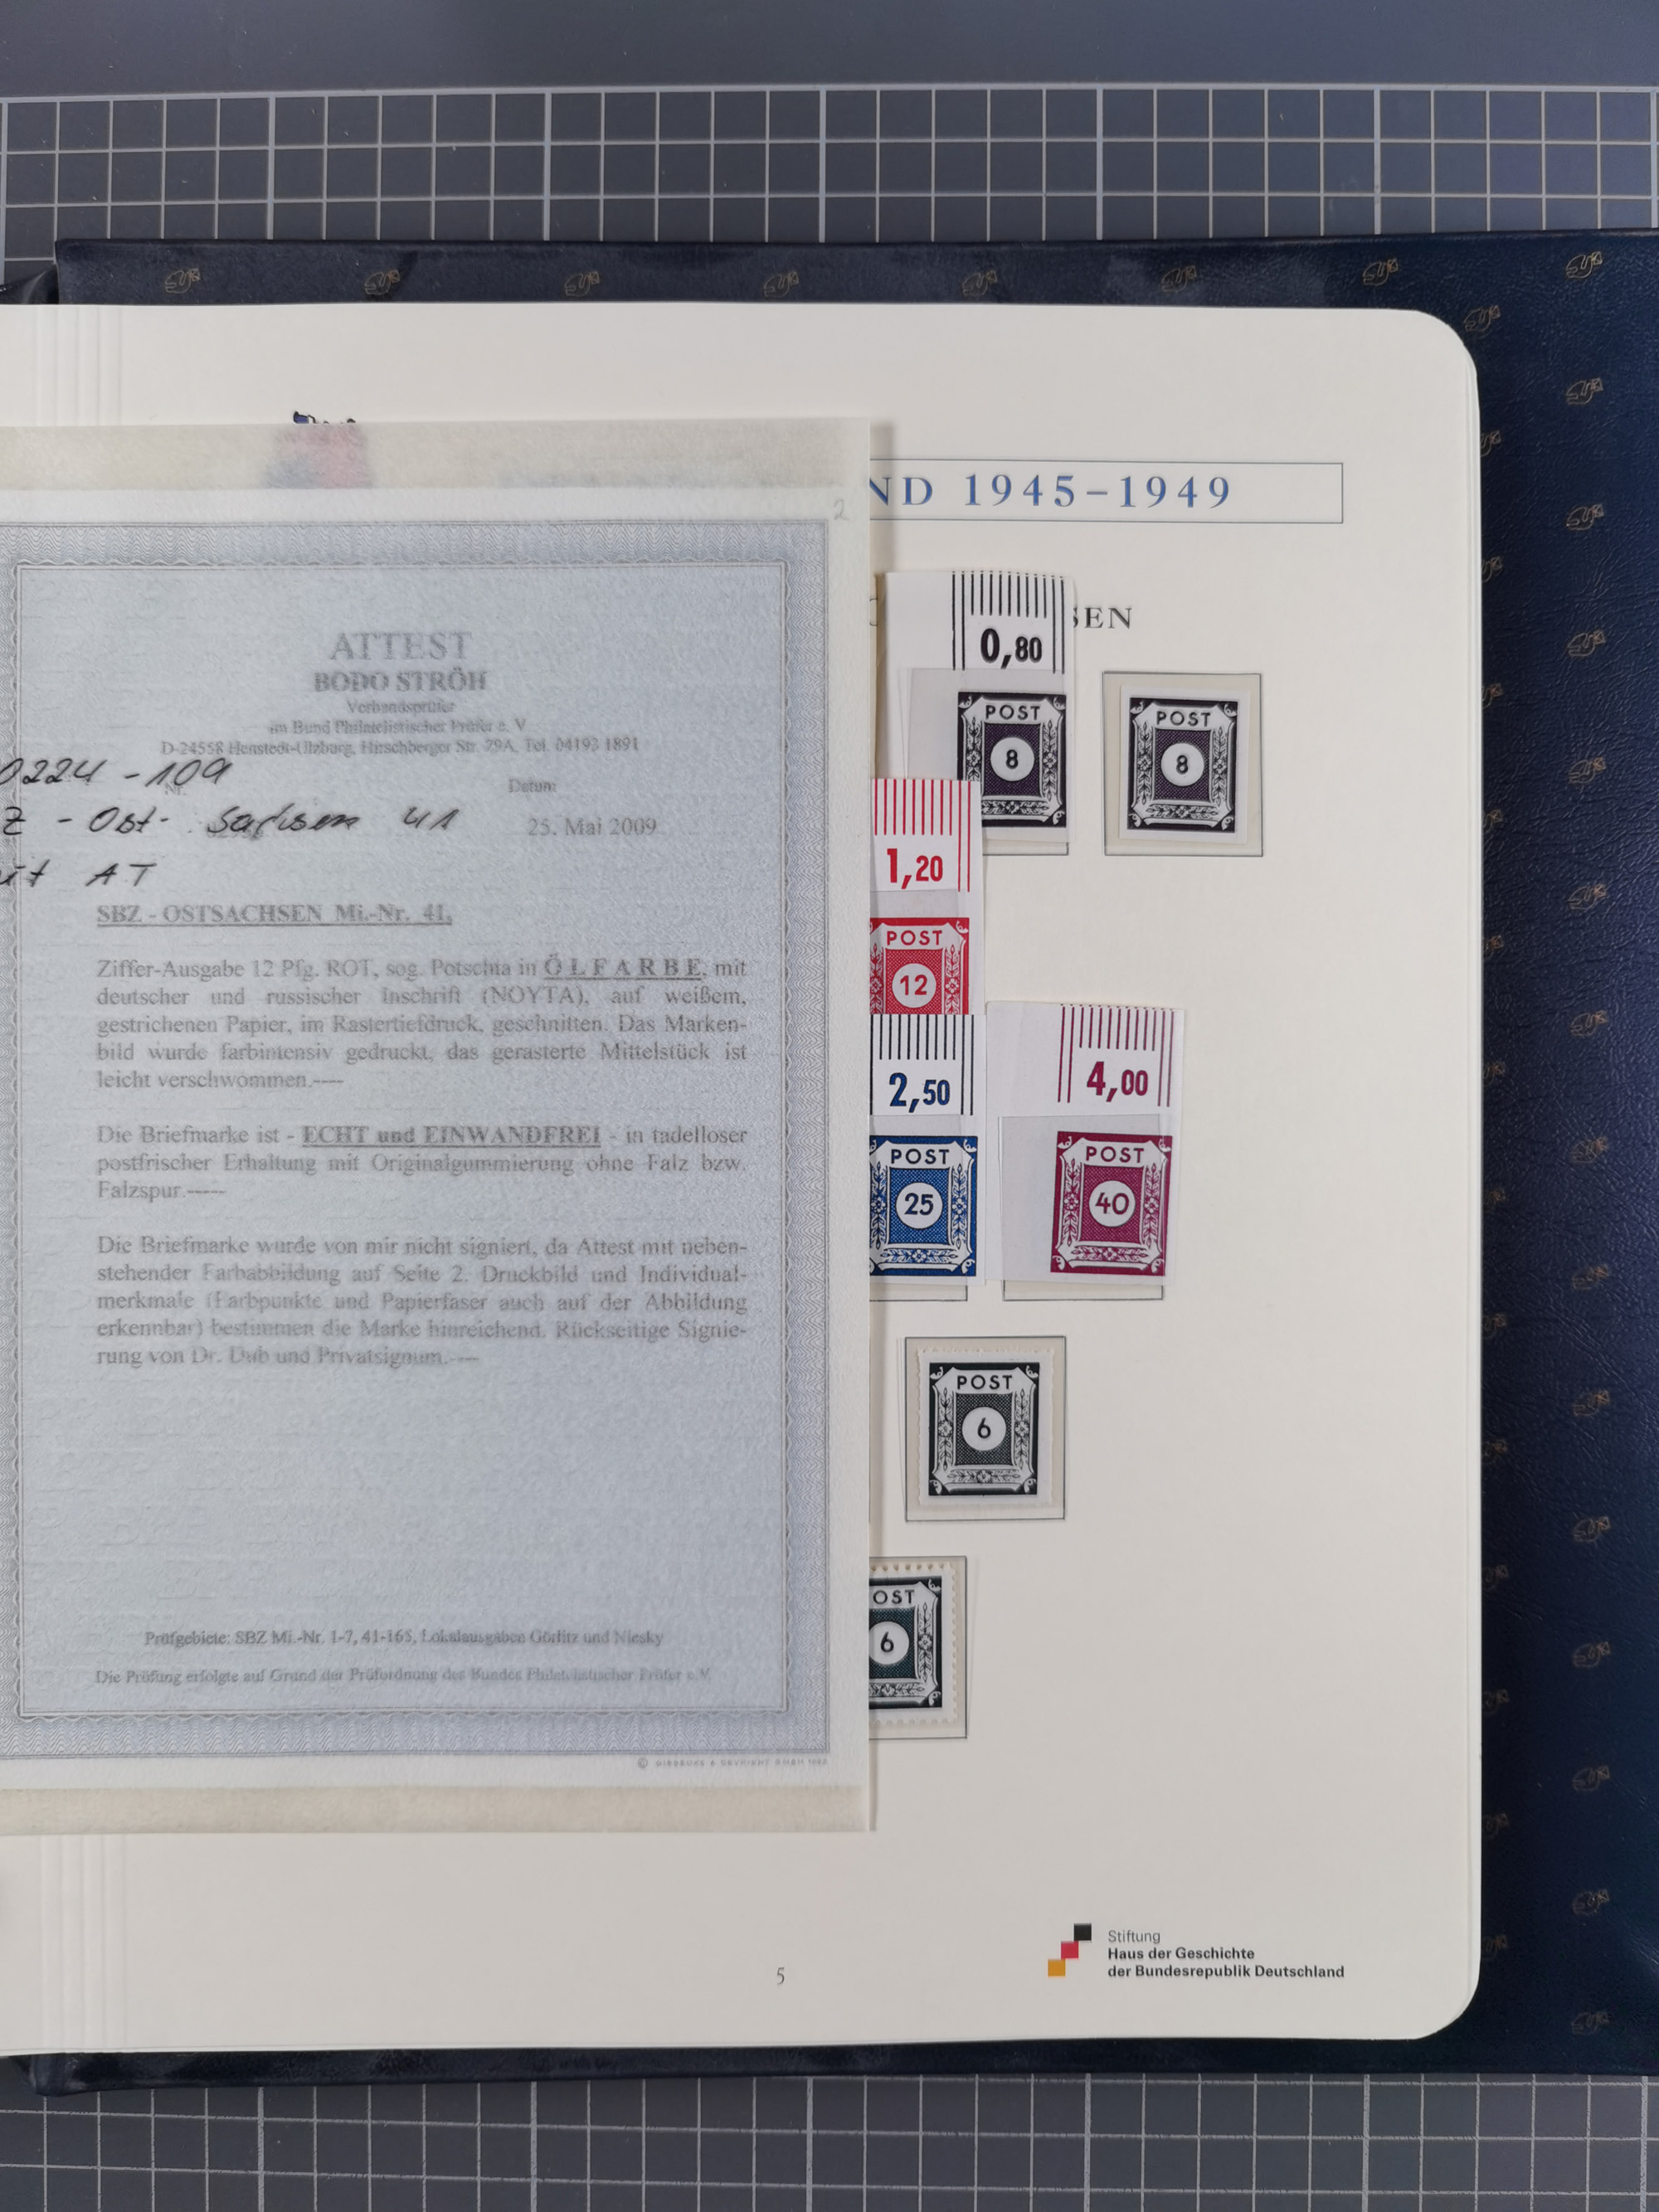 ND 1945–1949
SEN
0,80
POST
8
POST
8
1,20
POST
12
2,50
POST
25
4,00
POST
40
POST
6
OST
6
2
ATTEST
BODO STRÖH
Verbandsprüfer
im Bund Philatelistischer Prüfer e. V.
D-24558 Henstedt-Ulzburg, Hirschberger Str. 29A, Tel. 04193 1891
0224 - 109
Nr.
Datum
Z - Ost- Sachsen 41
25. Mai 2009
it AT
SBZ - OSTSACHSEN Mi.-Nr. 41,
Ziffer-Ausgabe 12 Pfg. ROT, sog. Potschta in ÖLFARBE, mit
deutscher und russischer Inschrift (NOYTA), auf weißem,
gestrichenen Papier, im Rastertiefdruck, geschnitten. Das Marken-
bild wurde farbintensiv gedruckt, das gerasterte Mittelstück ist
leicht verschwommen.----
Die Briefmarke ist - ECHT und EINWANDFREI - in tadelloser
postfrischer Erhaltung mit Originalgummierung ohne Falz bzw.
Falzspur.-----
Die Briefmarke wurde von mir nicht signiert, da Attest mit neben-
stehender Farbabbildung auf Seite 2. Druckbild und Individual-
merkmale (Farbpunkte und Papierfaser auch auf der Abbildung
erkennbar) bestimmen die Marke hinreichend. Rückseitige Signie-
rung von Dr. Dub und Privatsignum.----
Prüfgebiete: SBZ Mi.-Nr. 1-7, 41-165, Lokalausgaben Görlitz und Niesky
Die Prüfung erfolgte auf Grund der Prüfordnung des Bundes Philatelistischer Prüfer e.V.
5
Stiftung
Haus der Geschichte
der Bundesrepublik Deutschland